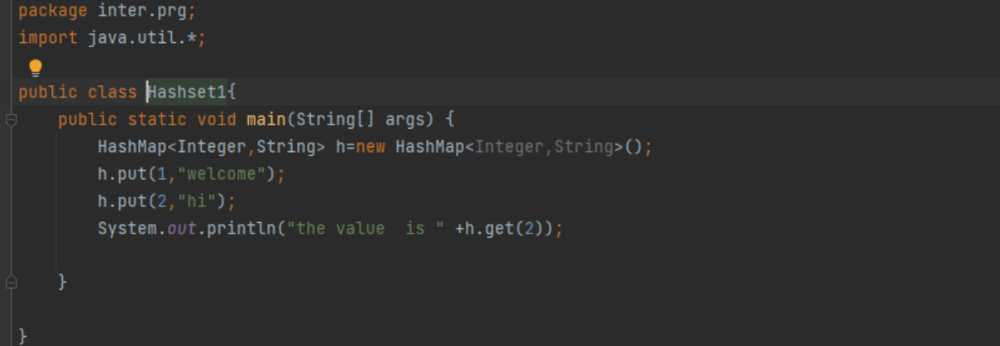 package inter.prg;
import java.util.*;
public class Hashset1{
public static void main(String[] args) {
HashMap<Integer,String> h=new HashMap<Integer,String>();
h.put(1,"welcome");
h.put(2,"hi");
System.out.println("the value  is " +h.get(2));
}
}